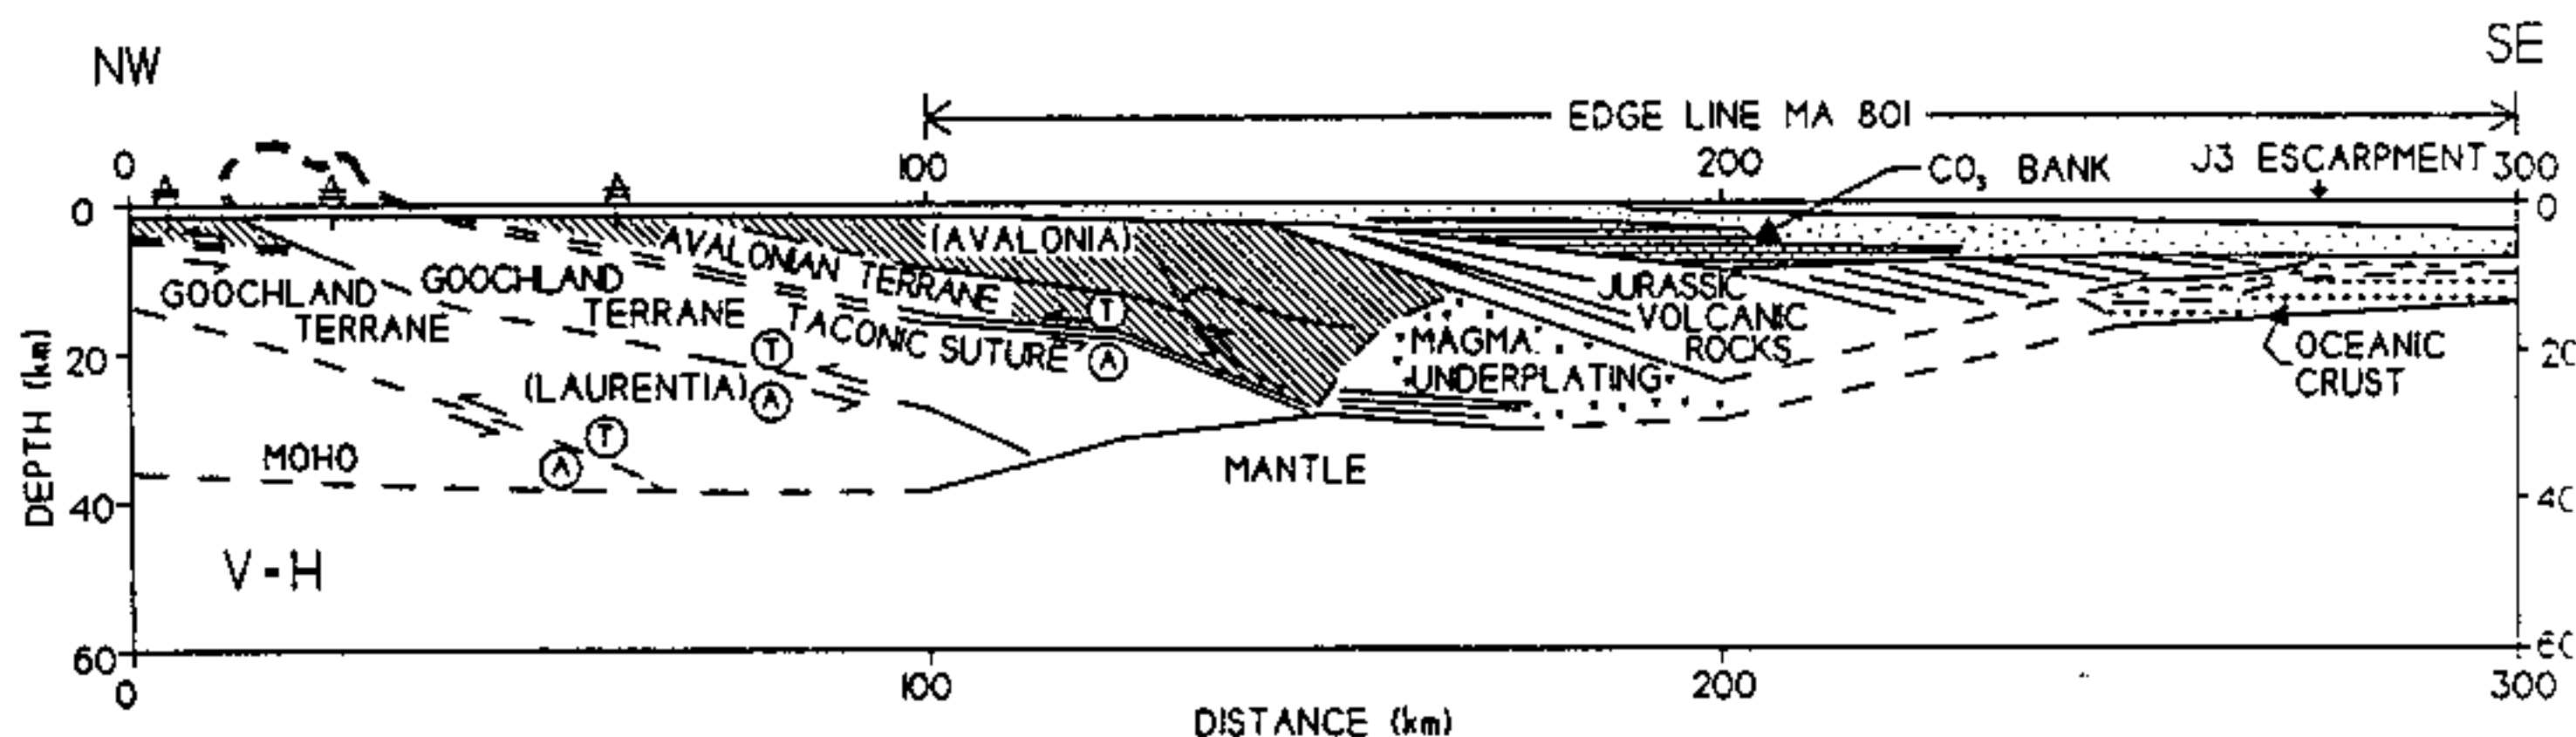 NW
SE
EDGE LINE MA 801
0
100
200
300
CO₃ BANK
J3 ESCARPMENT
0
0
(AVALONIA)
AVALONIAN TERRANE
GOOCHLAND
TERRANE
GOOCHLAND
TERRANE
TACONIC SUTURE
T
A
T
A
(LAURENTIA)
T
A
JURASSIC
VOLCANIC
ROCKS
MAGMA
UNDERPLATING
OCEANIC
CRUST
20
MOHO
MANTLE
40
V-H
60
DEPTH (km)
0
100
200
300
DISTANCE (km)